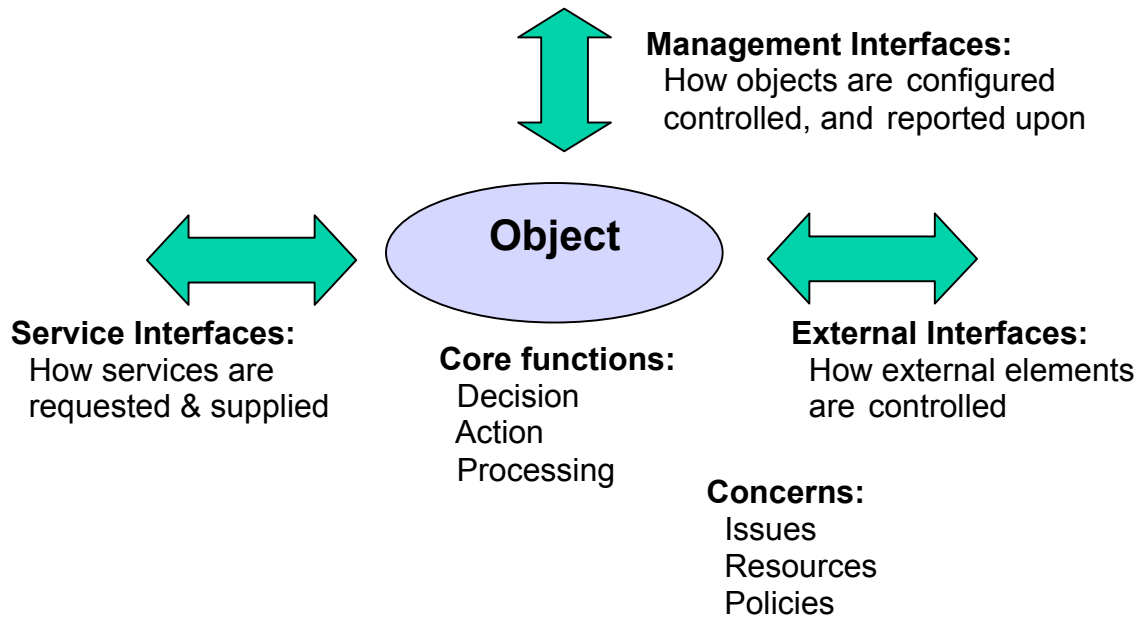 Management Interfaces:
How objects are configured
controlled, and reported upon
Object
Service Interfaces:
How services are
requested & supplied
Core functions:
Decision
Action
Processing
External Interfaces:
How external elements
are controlled
Concerns:
Issues
Resources
Policies